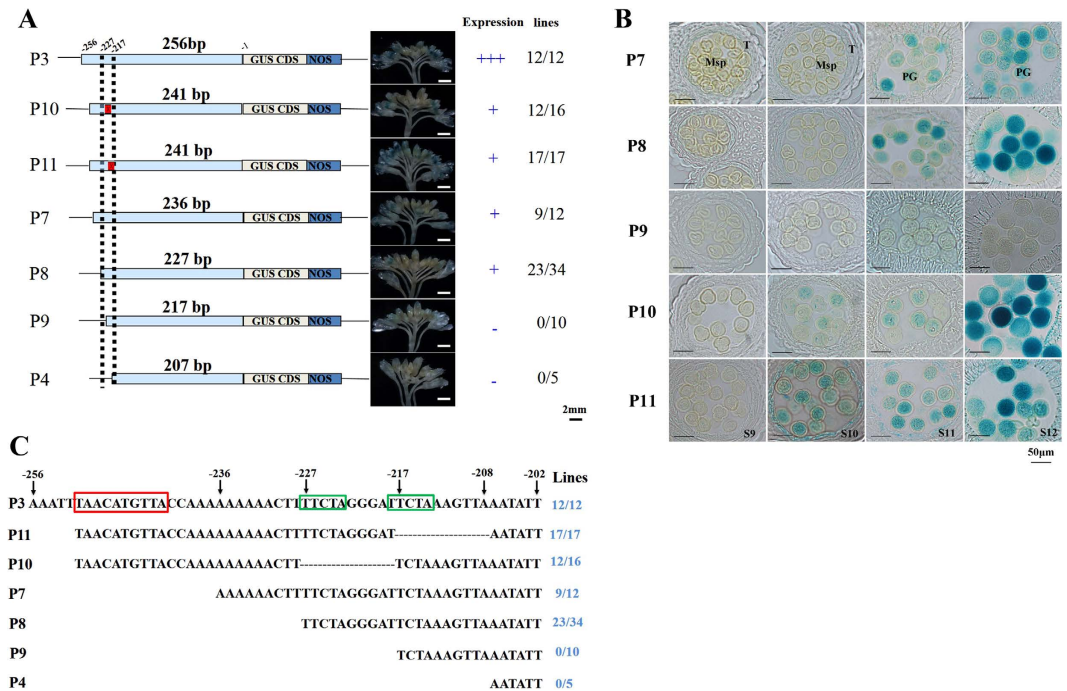 A
Expression lines
-256 -227 -217 -1
P3 256bp GUS CDS NOS +++ 12/12
P10 241 bp GUS CDS NOS + 12/16
P11 241 bp GUS CDS NOS + 17/17
P7 236 bp GUS CDS NOS + 9/12
P8 227 bp GUS CDS NOS + 23/34
P9 217 bp GUS CDS NOS - 0/10
P4 207 bp GUS CDS NOS - 0/5
2mm
B
P7 Msp T Msp T PG PG
P8
P9
P10
P11 S9 S10 S11 S12
50μm
C
-256 -236 -227 -217 -208 -202 Lines
P3 AAATTTAACATGTTACCAAAAAAAAACTTTTCTAGGGATTCTAAAGTTAAATATT 12/12
P11 TAACATGTTACCAAAAAAAAACTTTTCTAGGGAT--------------------AATATT 17/17
P10 TAACATGTTACCAAAAAAAAACTT--------------------TCTAAAGTTAAATATT 12/16
P7 AAAAAACTTTTCTAGGGATTCTAAAGTTAAATATT 9/12
P8 TTCTAGGGATTCTAAAGTTAAATATT 23/34
P9 TCTAAAGTTAAATATT 0/10
P4 AATATT 0/5